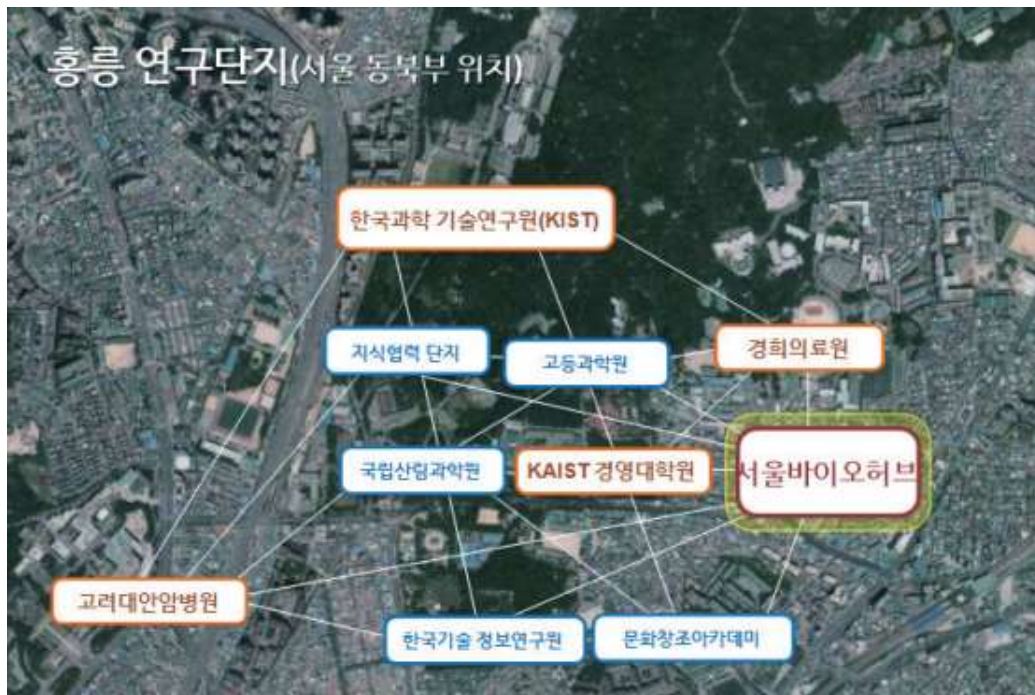 홍릉 연구단지(서울 동북부 위치)
한국과학 기술연구원(KIST)
지식협력 단지
고등과학원
경희의료원
국립산림과학원
KAIST 경영대학원
서울바이오허브
고려대안암병원
한국기술 정보연구원
문화창조아카데미